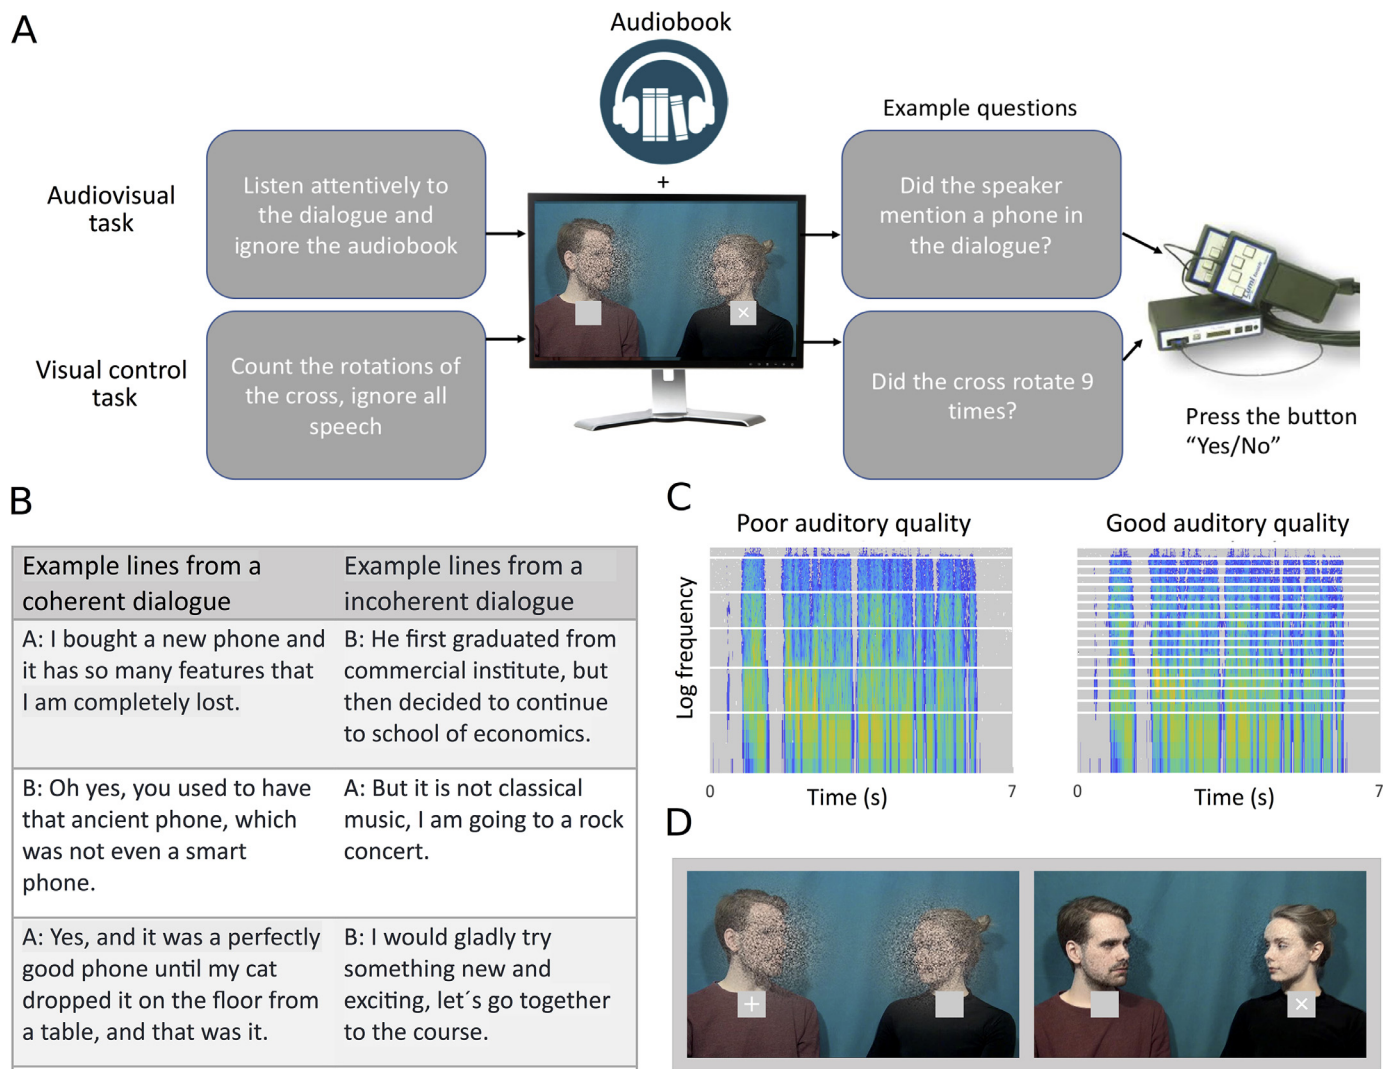 A
Audiobook
+
Example questions
Audiovisual
task
Listen attentively to
the dialogue and
ignore the audiobook
Did the speaker
mention a phone in
the dialogue?
Visual control
task
Count the rotations of
the cross, ignore all
speech
Did the cross rotate 9
times?
Press the button
“Yes/No”
B
Example lines from a
coherent dialogue
Example lines from a
incoherent dialogue
A: I bought a new phone and
it has so many features that
I am completely lost.
B: He first graduated from
commercial institute, but
then decided to continue
to school of economics.
B: Oh yes, you used to have
that ancient phone, which
was not even a smart
phone.
A: But it is not classical
music, I am going to a rock
concert.
A: Yes, and it was a perfectly
good phone until my cat
dropped it on the floor from
a table, and that was it.
B: I would gladly try
something new and
exciting, let´s go together
to the course.
C
Poor auditory quality
Good auditory quality
Log frequency
0
Time (s)
7
0
Time (s)
7
D